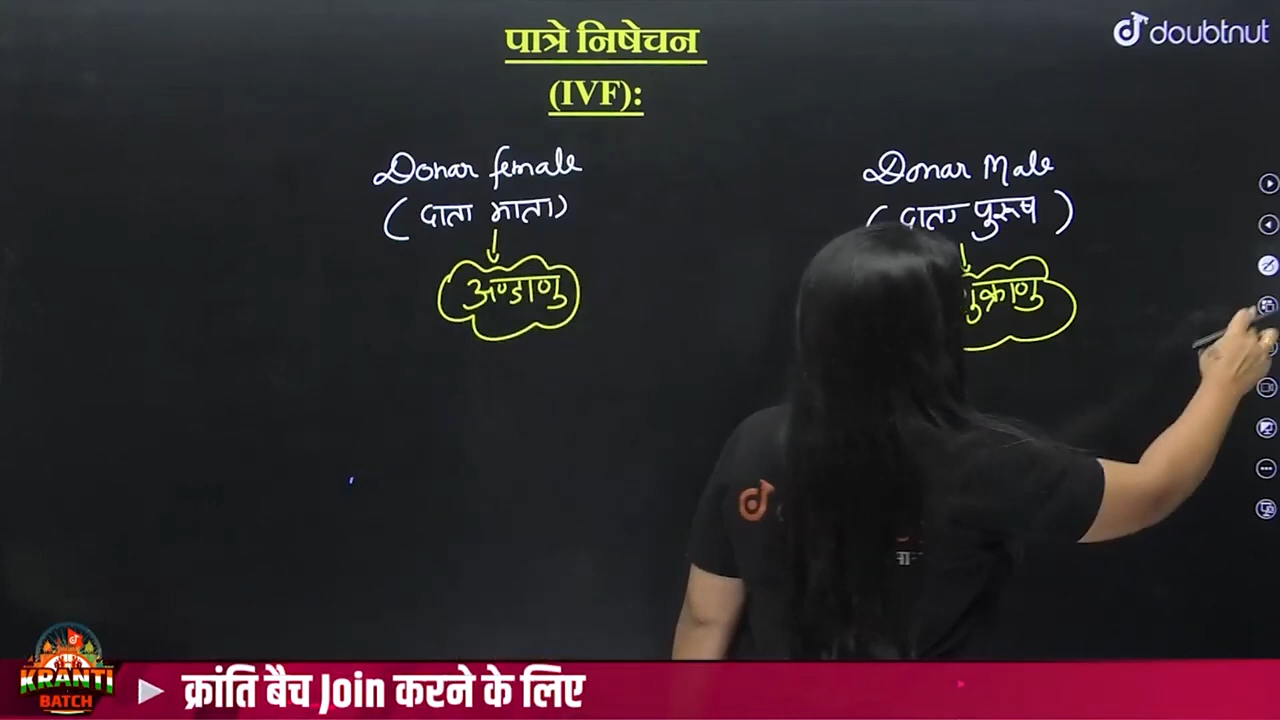 पात्रे निषेचन
doubtnut
(IVF):
Donar female
Donar Male
(दाता माता)
(दाता पुरूष)
अण्डाणु
KRANTI
BATCH
क्रांति बैच Join करने के लिए